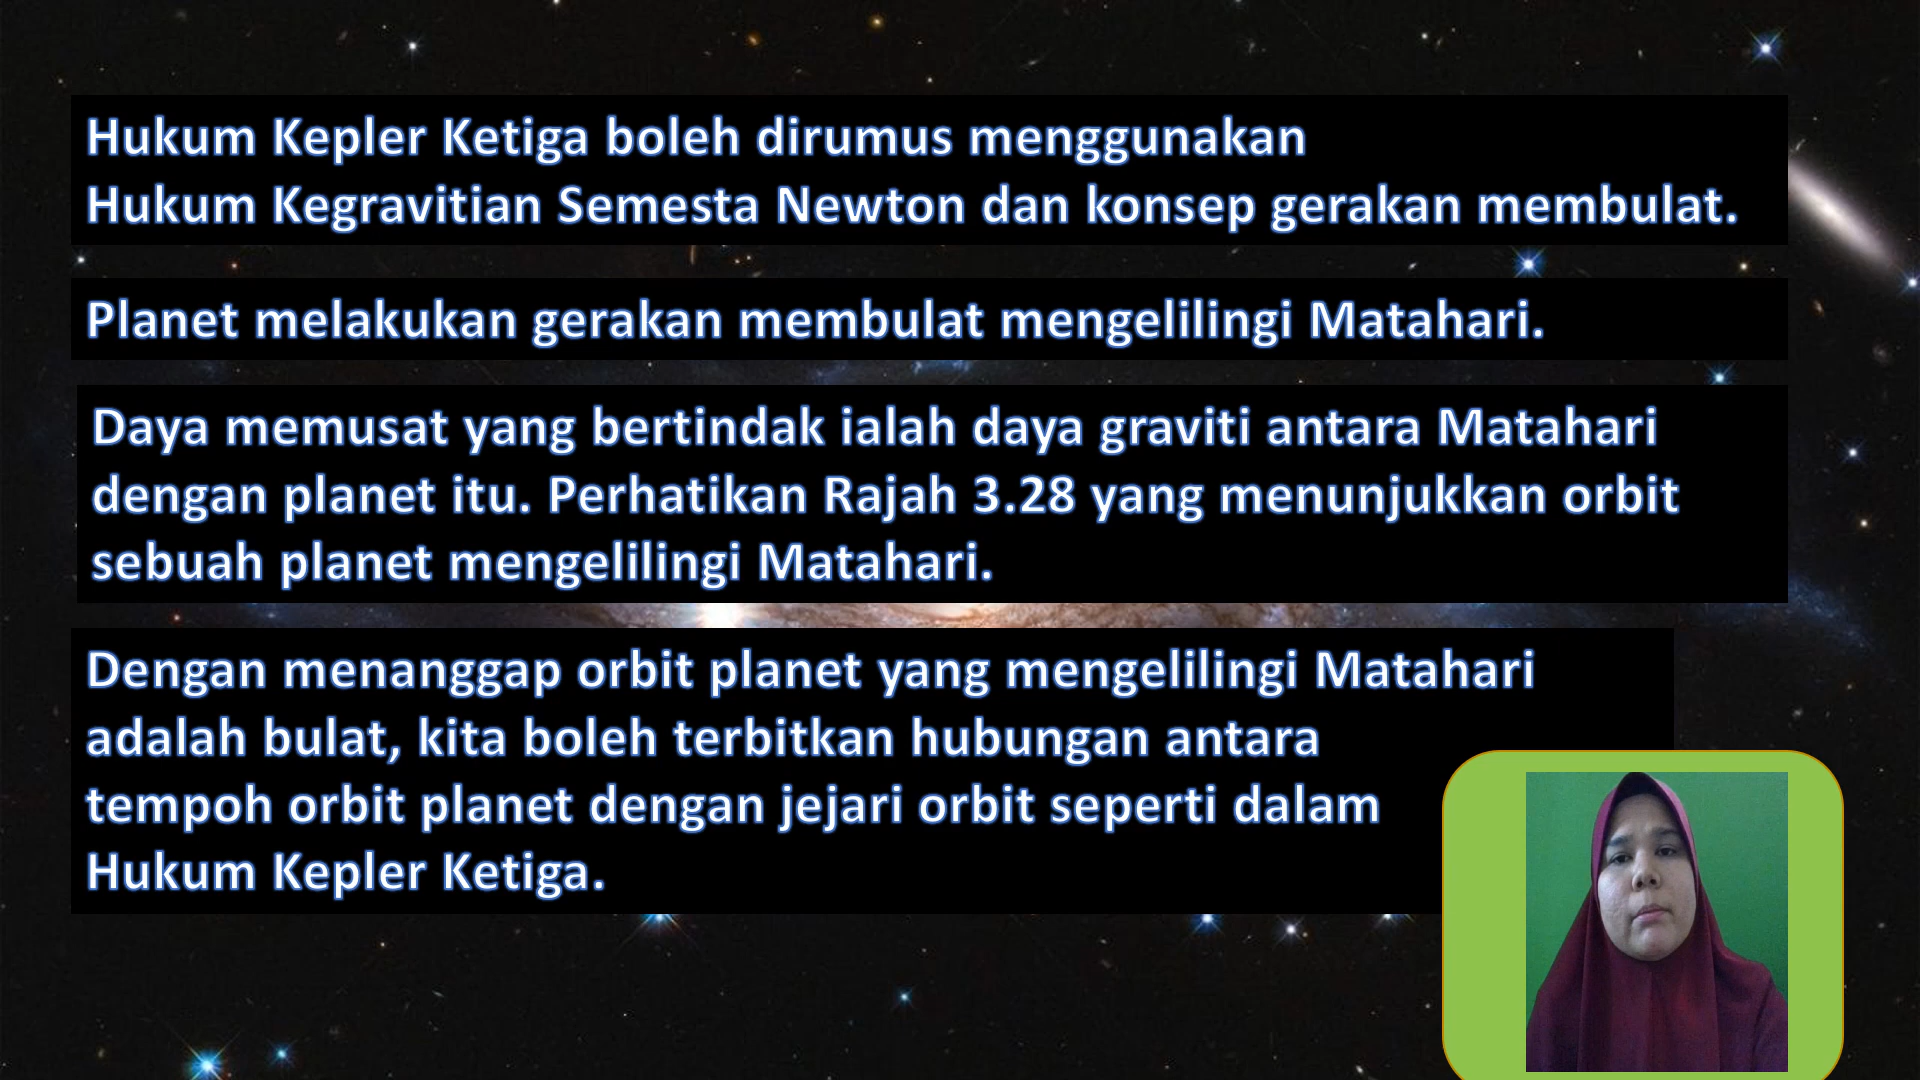 Hukum Kepler Ketiga boleh dirumus menggunakan
Hukum Kegravitian Semesta Newton dan konsep gerakan membulat.
Planet melakukan gerakan membulat mengelilingi Matahari.
Daya memusat yang bertindak ialah daya graviti antara Matahari
dengan planet itu. Perhatikan Rajah 3.28 yang menunjukkan orbit
sebuah planet mengelilingi Matahari.
Dengan menanggap orbit planet yang mengelilingi Matahari
adalah bulat, kita boleh terbitkan hubungan antara
tempoh orbit planet dengan jejari orbit seperti dalam
Hukum Kepler Ketiga.